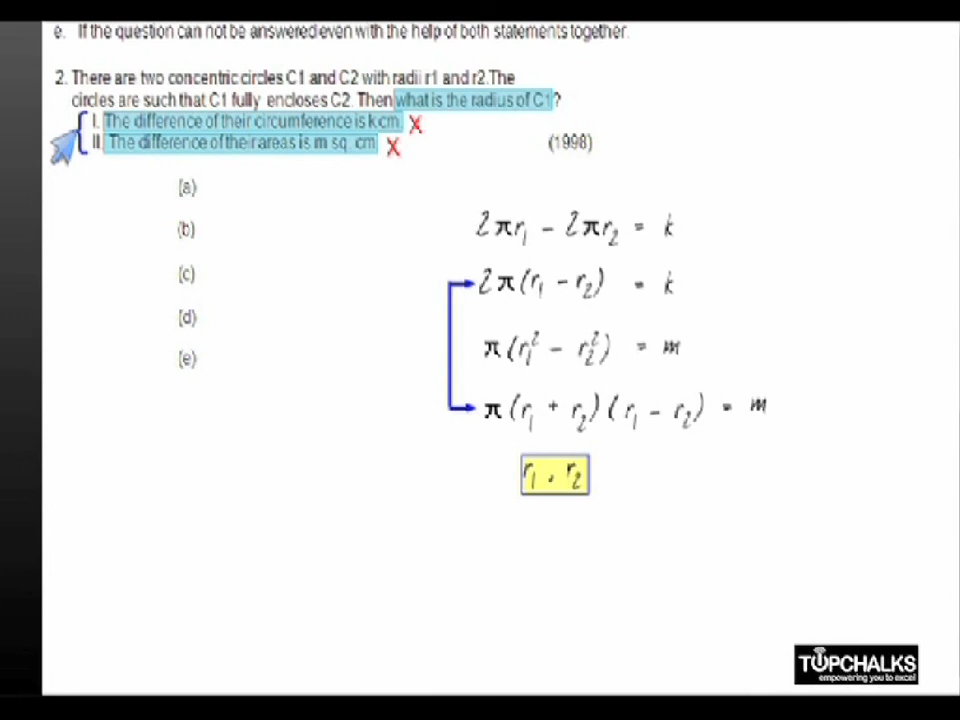 e. If the question can not be answered even with the help of both statements together.
2. There are two concentric circles C1 and C2 with radii r1 and r2.The
circles are such that C1 fully encloses C2. Then what is the radius of C1?
I. The difference of their circumference is k cm. X
II The difference of their areas is m sq. cm X (1998)
(a)
(b)
(c)
(d)
(e)
2πr₁ - 2πr₂ = k
2π(r₁ - r₂) = k
π(r₁² - r₂²) = m
π(r₁ + r₂)(r₁ - r₂) = m
r₁ , r₂
TOPCHALKS
empowering you to excel